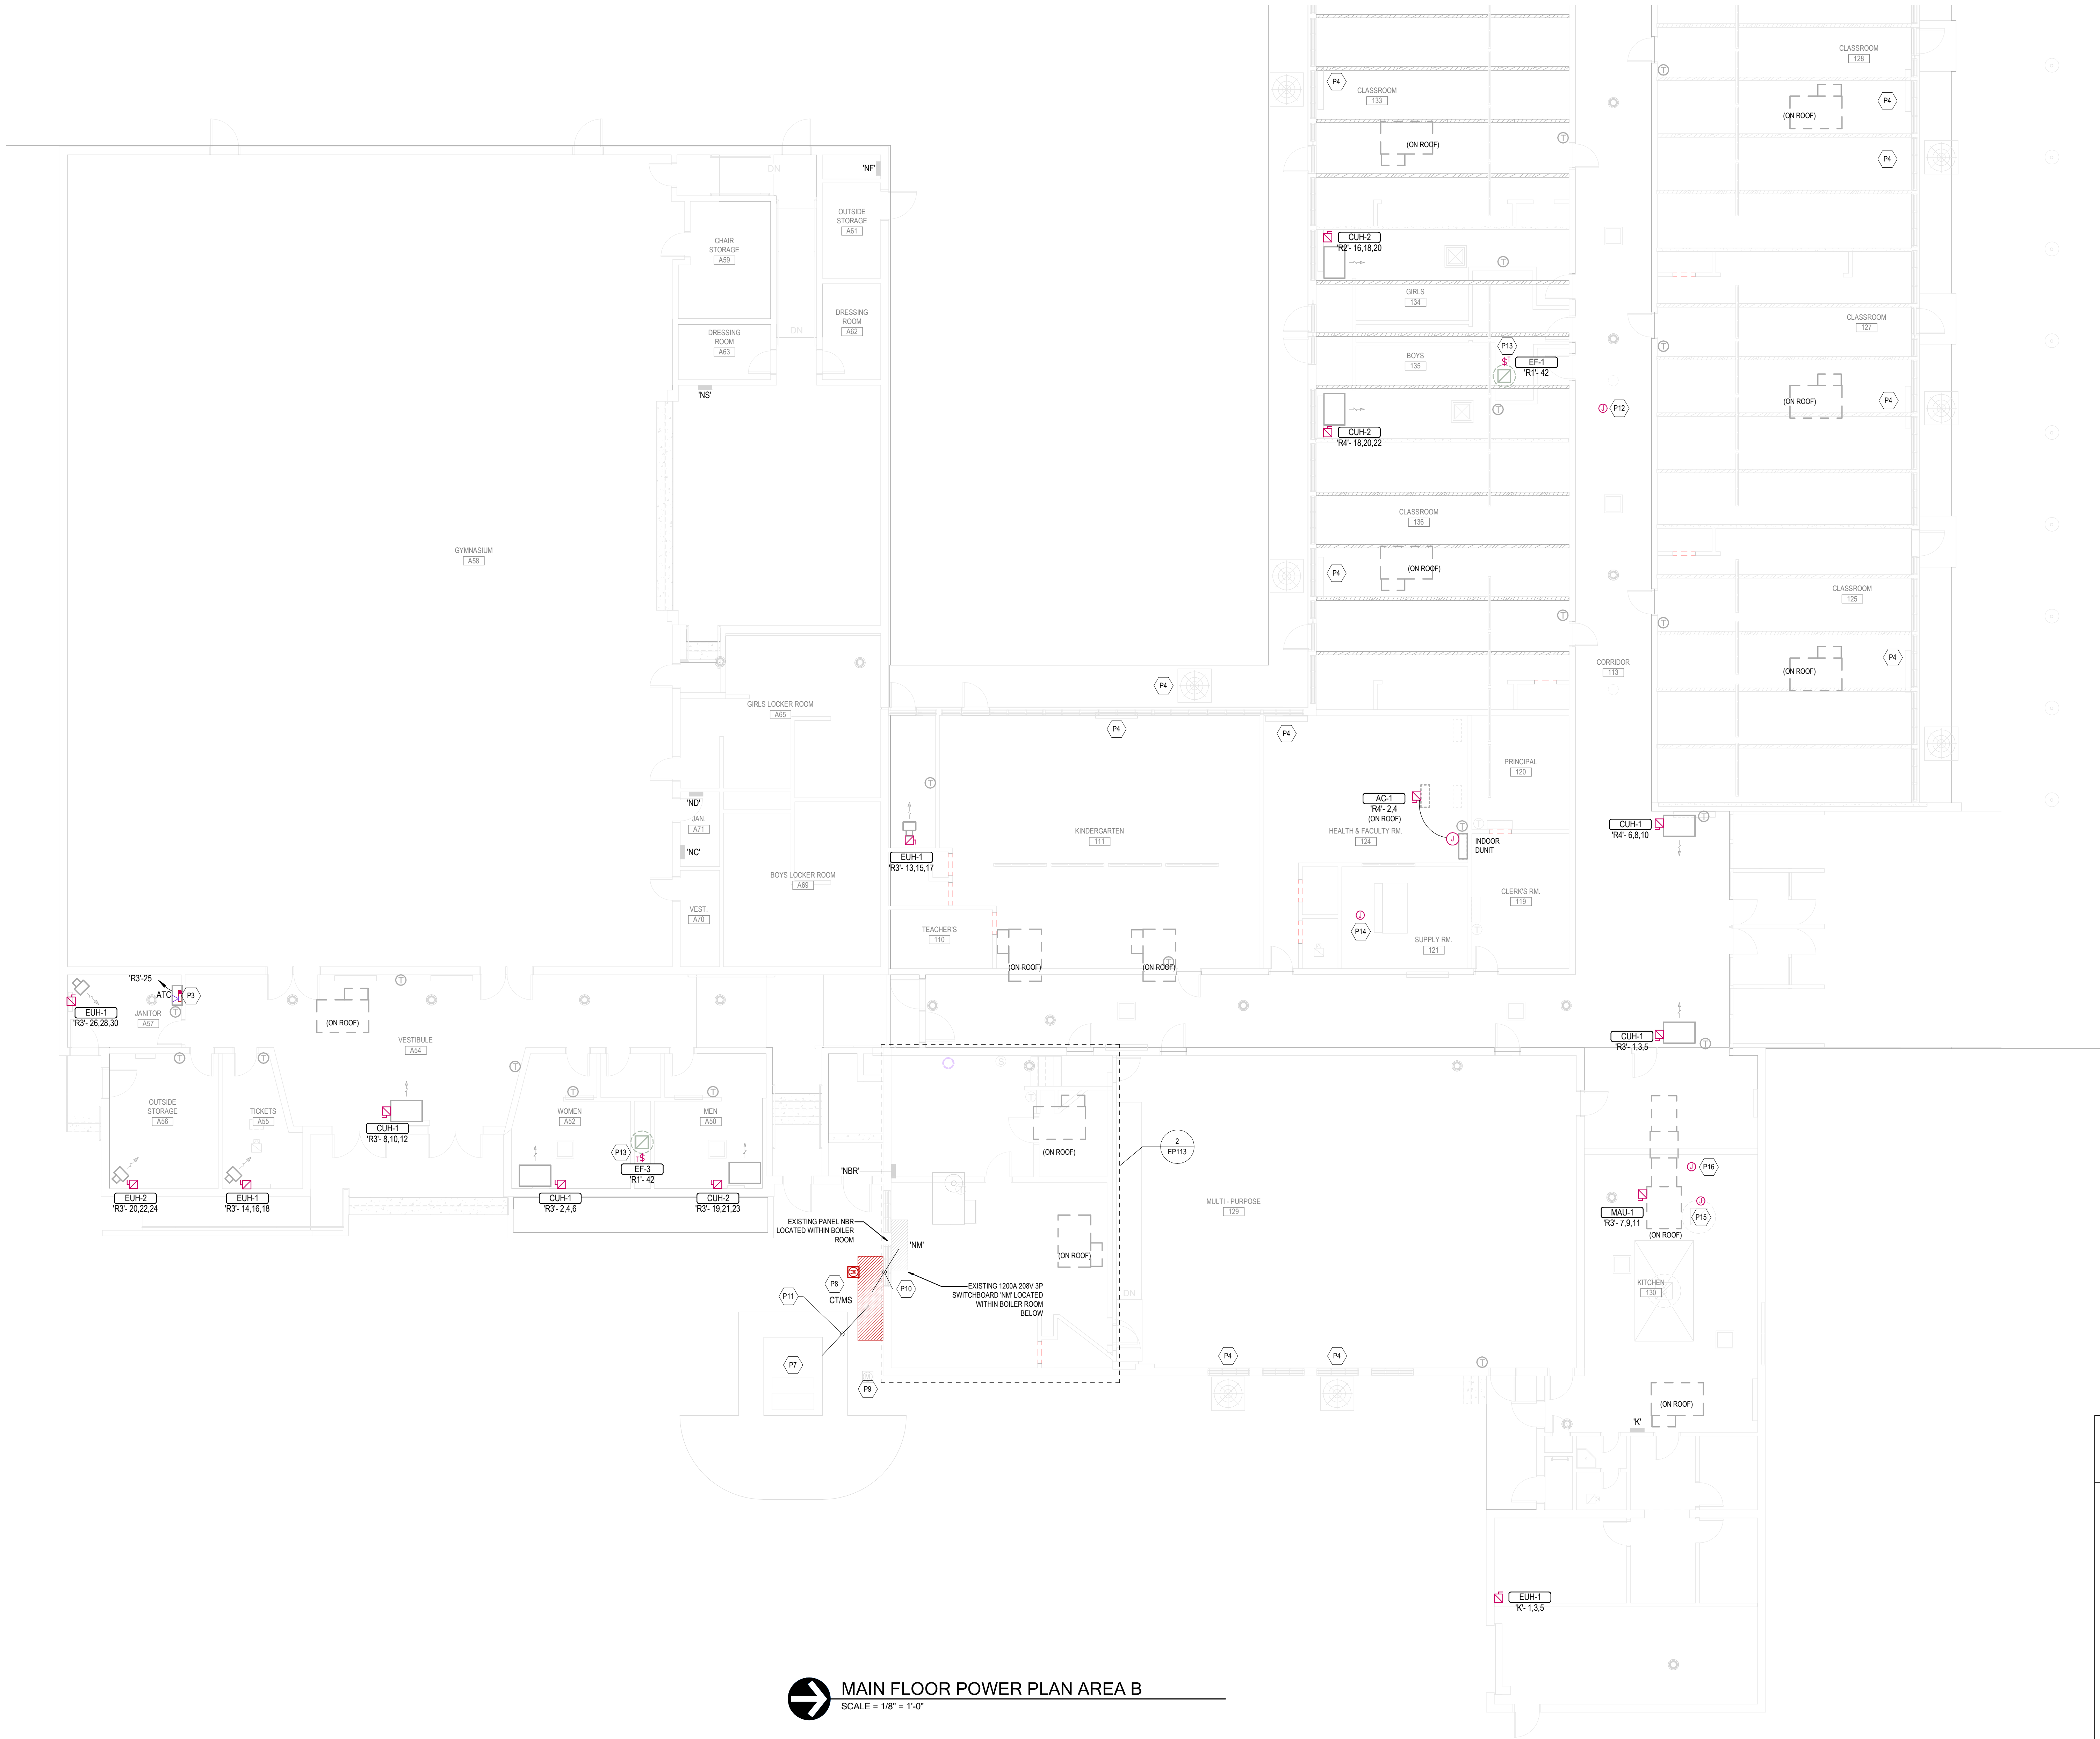 CLASSROOM
128
P4
(ON ROOF)
P4
CLASSROOM
133
P4
(ON ROOF)
'NF'
DN
OUTSIDE
STORAGE
A61
CHAIR
STORAGE
A59
CUH-2
'R2'- 16,18,20
GIRLS
134
DRESSING
ROOM
A62
DN
DRESSING
ROOM
A63
CLASSROOM
127
P13
EF-1
'R1'- 42
BOYS
135
'NS'
(ON ROOF)
P4
P12
CUH-2
'R4'- 18,20,22
CLASSROOM
136
GYMNASIUM
A58
P4
(ON ROOF)
CLASSROOM
125
CORRIDOR
113
P4
(ON ROOF)
P4
GIRLS LOCKER ROOM
A65
P4
P4
PRINCIPAL
120
'ND'
JAN.
A71
'NC'
AC-1
'R4'- 2,4
(ON ROOF)
HEALTH & FACULTY RM.
124
INDOOR
DUNIT
KINDERGARTEN
111
CUH-1
'R4'- 6,8,10
EUH-1
'R3'- 13,15,17
BOYS LOCKER ROOM
A69
CLERK'S RM.
119
VEST.
A70
TEACHER'S
110
P14
SUPPLY RM.
121
(ON ROOF)
(ON ROOF)
'R3'-25
ATC
P3
EUH-1
'R3'- 26,28,30
JANITOR
A57
(ON ROOF)
VESTIBULE
A54
CUH-1
'R3'- 1,3,5
OUTSIDE
STORAGE
A56
TICKETS
A55
CUH-1
'R3'- 8,10,12
WOMEN
A52
MEN
A50
P13
EF-3
'R1'- 42
(ON ROOF)
2
EP113
'NBR'
P16
EUH-2
'R3'- 20,22,24
EUH-1
'R3'- 14,16,18
CUH-1
'R3'- 2,4,6
CUH-2
'R3'- 19,21,23
MULTI - PURPOSE
129
MAU-1
'R3'- 7,9,11
P15
(ON ROOF)
EXISTING PANEL NBR
LOCATED WITHIN BOILER
ROOM
'NM'
(ON ROOF)
P8
CT/MS
P10
EXISTING 1200A 208V 3P
SWITCHBOARD 'NM' LOCATED
WITHIN BOILER ROOM
BELOW
P11
DN
KITCHEN
130
P7
P9
P4
P4
(ON ROOF)
'K'
EUH-1
'K'- 1,3,5
MAIN FLOOR POWER PLAN AREA B
SCALE = 1/8" = 1'-0"